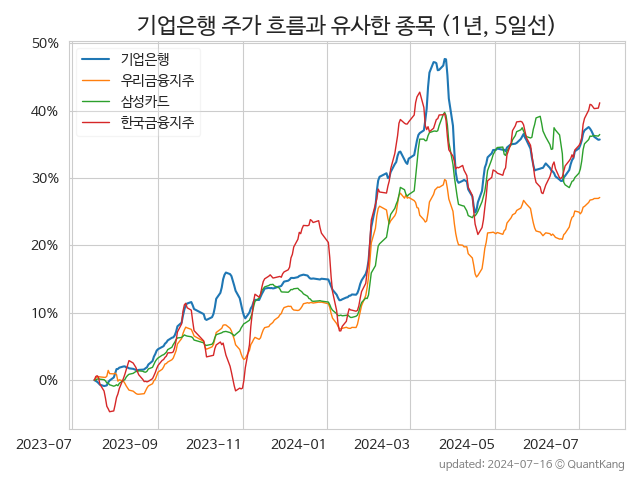 기업은행 주가 흐름과 유사한 종목 (1년, 5일선)
50%
40%
30%
20%
10%
0%
기업은행
우리금융지주
삼성카드
한국금융지주
2023-07 2023-09 2023-11 2024-01 2024-03 2024-05 2024-07
updated: 2024-07-16 © QuantKang